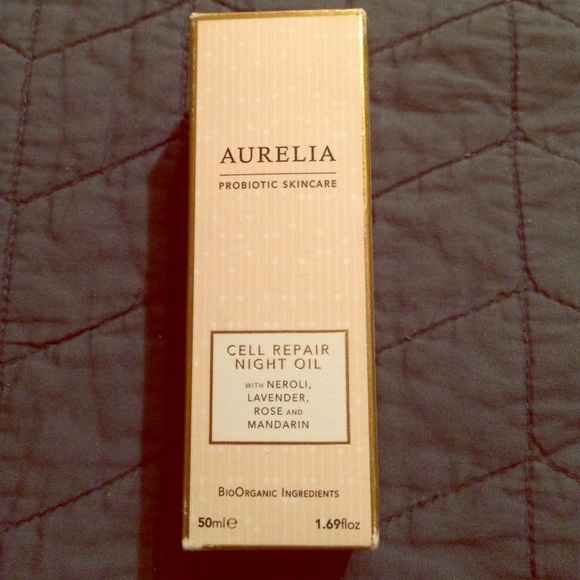 AURELIA
PROBIOTIC SKINCARE
CELL REPAIR
NIGHT OIL
WITH NEROLI,
LAVENDER,
ROSE AND
MANDARIN
BIOORGANIC INGREDIENTS
50ml℮ 1.69floz